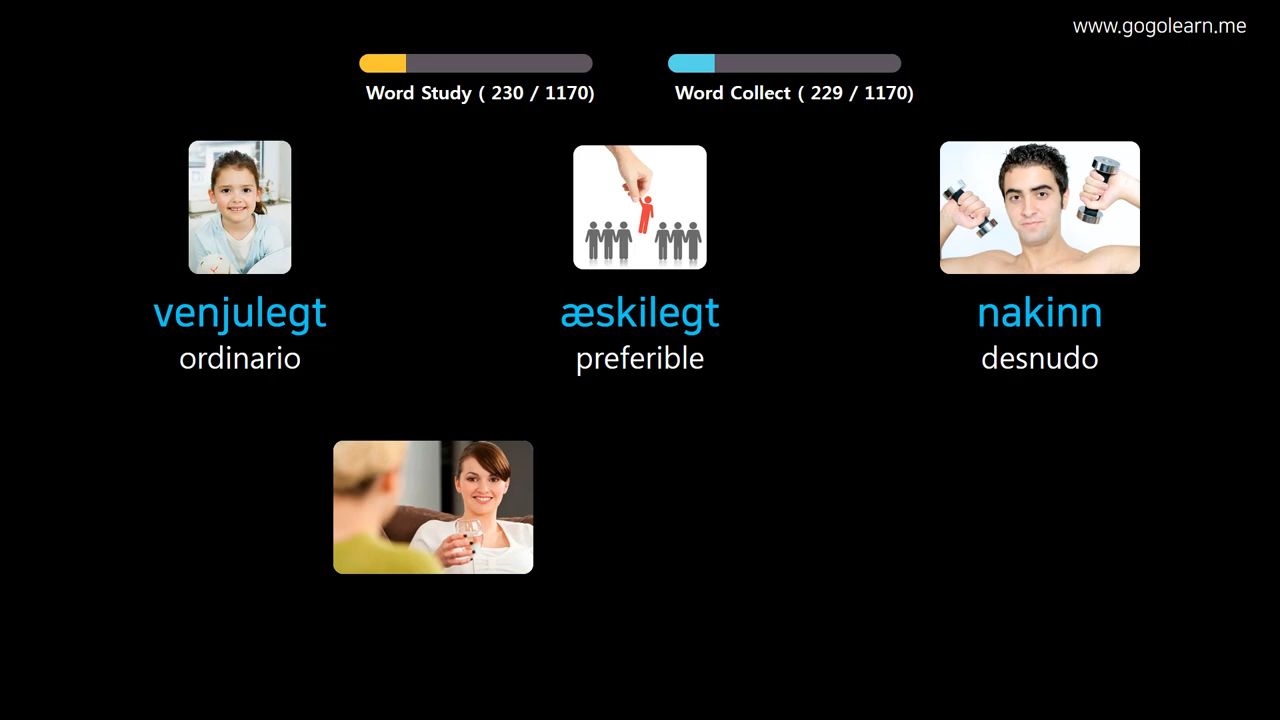 www.gogolearn.me
Word Study ( 230 / 1170)
Word Collect ( 229 / 1170)
venjulegt
ordinario
æskilegt
preferible
nakinn
desnudo